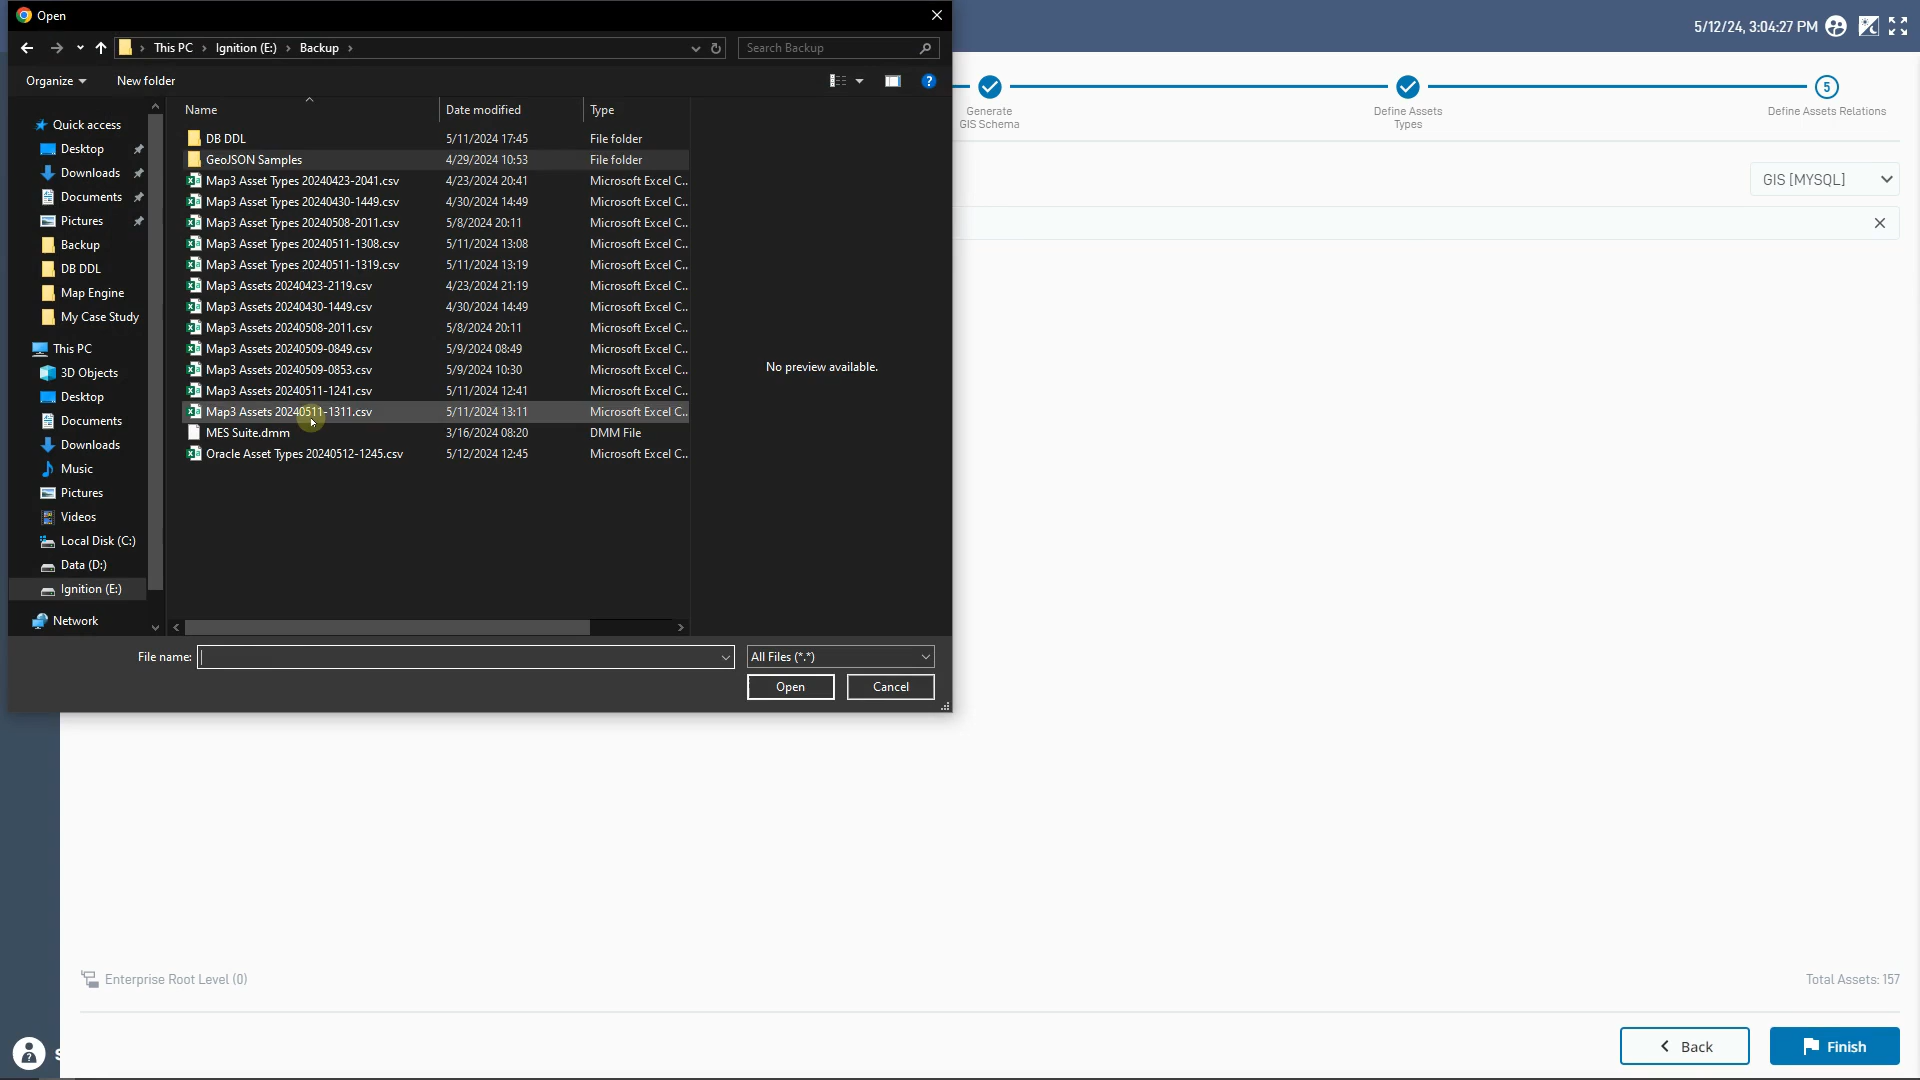 Open
This PC > Ignition (E:) > Backup >
Search Backup
5/12/24, 3:04:27 PM
Organize
New folder
Generate
GIS Schema
Define Assets
Types
5
Define Assets Relations
GIS [MYSQL]
Name Date modified Type
DB DDL 5/11/2024 17:45 File folder
GeoJSON Samples 4/29/2024 10:53 File folder
Map3 Asset Types 20240423-2041.csv 4/23/2024 20:41 Microsoft Excel C..
Map3 Asset Types 20240430-1449.csv 4/30/2024 14:49 Microsoft Excel C..
Map3 Asset Types 20240508-2011.csv 5/8/2024 20:11 Microsoft Excel C..
Map3 Asset Types 20240511-1308.csv 5/11/2024 13:08 Microsoft Excel C..
Map3 Asset Types 20240511-1319.csv 5/11/2024 13:19 Microsoft Excel C..
Map3 Assets 20240423-2119.csv 4/23/2024 21:19 Microsoft Excel C..
Map3 Assets 20240430-1449.csv 4/30/2024 14:49 Microsoft Excel C..
Map3 Assets 20240508-2011.csv 5/8/2024 20:11 Microsoft Excel C..
Map3 Assets 20240509-0849.csv 5/9/2024 08:49 Microsoft Excel C..
Map3 Assets 20240509-0853.csv 5/9/2024 10:30 Microsoft Excel C..
Map3 Assets 20240511-1241.csv 5/11/2024 12:41 Microsoft Excel C..
Map3 Assets 20240511-1311.csv 5/11/2024 13:11 Microsoft Excel C..
MES Suite.dmm 3/16/2024 08:20 DMM File
Oracle Asset Types 20240512-1245.csv 5/12/2024 12:45 Microsoft Excel C..
Quick access
Desktop
Downloads
Documents
Pictures
Backup
DB DDL
Map Engine
My Case Study
This PC
3D Objects
Desktop
Documents
Downloads
Music
Pictures
Videos
Local Disk (C:)
Data (D:)
Ignition (E:)
Network
No preview available.
File name:
All Files (*.*)
Open
Cancel
Enterprise Root Level (0)
Total Assets: 157
Back
Finish